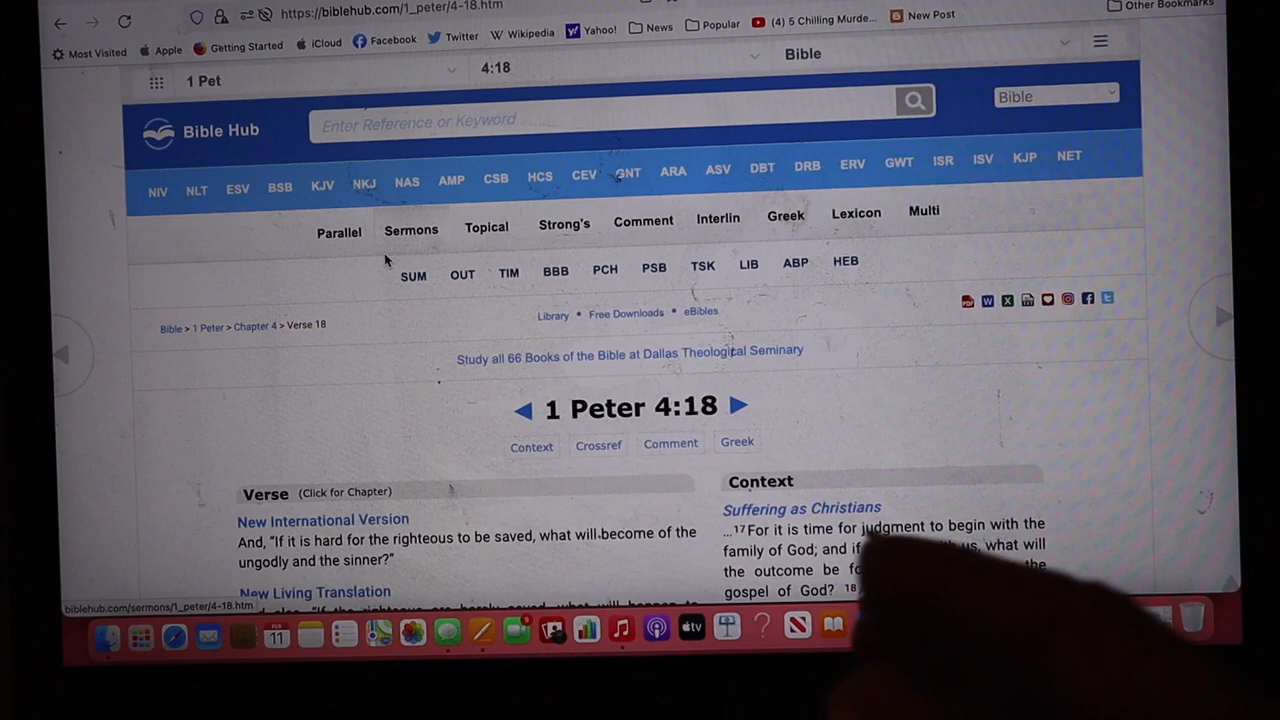 https://biblehub.com/1_peter/4-18.htm
Most Visited Apple Getting Started iCloud Facebook Twitter Wikipedia Yahoo! News Popular (4) 5 Chilling Murde... New Post Other Bookmarks
1 Pet 4:18 Bible
Bible Hub Enter Reference or Keyword Bible
NIV NLT ESV BSB KJV NKJ NAS AMP CSB HCS CEV GNT ARA ASV DBT DRB ERV GWT ISR ISV KJP NET
Parallel Sermons Topical Strong's Comment Interlin Greek Lexicon Multi
SUM OUT TIM BBB PCH PSB TSK LIB ABP HEB
Library • Free Downloads • eBibles
Bible > 1 Peter > Chapter 4 > Verse 18
Study all 66 Books of the Bible at Dallas Theological Seminary
1 Peter 4:18
Context Crossref Comment Greek
Verse (Click for Chapter)
New International Version
And, “If it is hard for the righteous to be saved, what will become of the
ungodly and the sinner?”
New Living Translation
Context
Suffering as Christians
...17For it is time for judgment to begin with the
family of God; and if us, what will
the outcome be the
gospel of God? 18
biblehub.com/sermons/1_peter/4-18.htm
FEB
11
tv